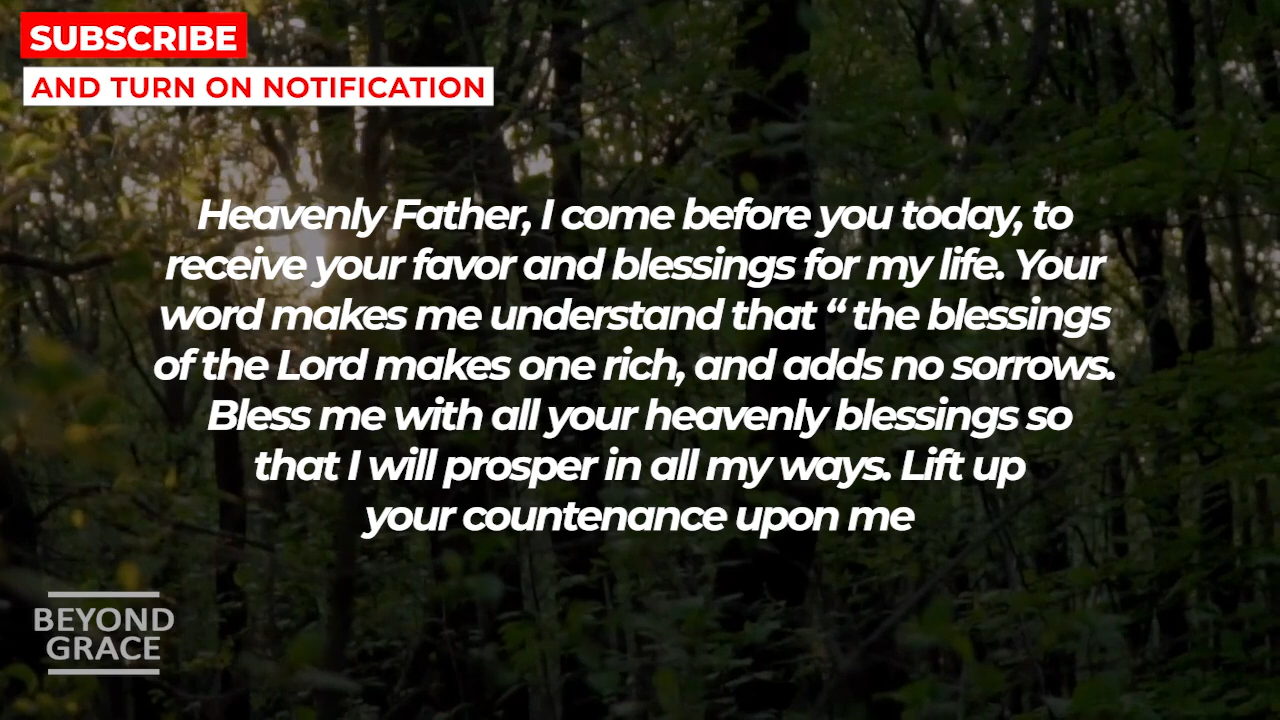 SUBSCRIBE
AND TURN ON NOTIFICATION
Heavenly Father, I come before you today, to
receive your favor and blessings for my life. Your
word makes me understand that “ the blessings
of the Lord makes one rich, and adds no sorrows.
Bless me with all your heavenly blessings so
that I will prosper in all my ways. Lift up
your countenance upon me
BEYOND
GRACE